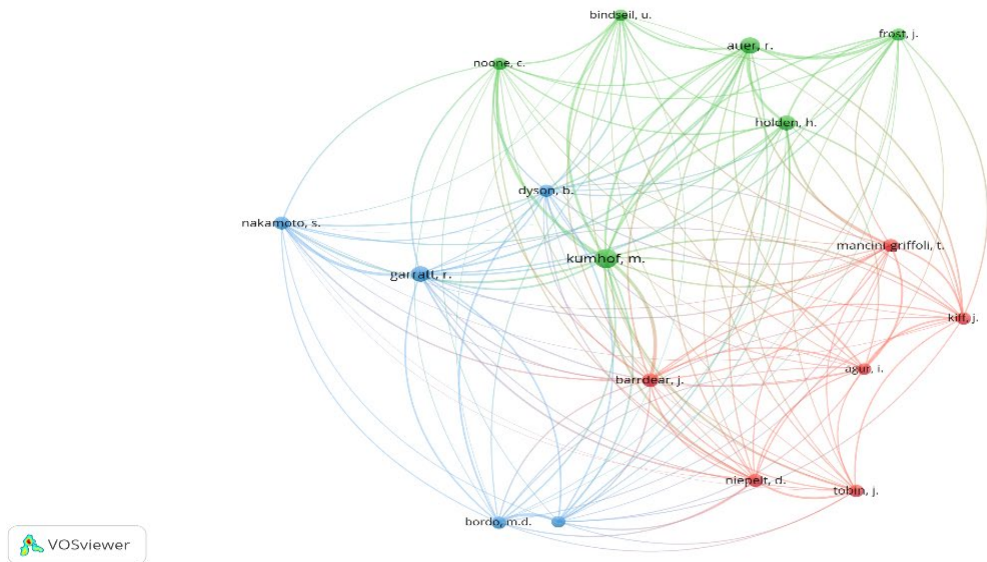 bindseil, u.
auer, r.
frost, j.
noone, c.
holden, h.
dyson, b.
nakamoto, s.
mancini-griffoli, t.
kumhof, m.
garratt, r.
kiff, j.
agur, i.
barrdear, j.
niepelt, d.
tobin, j.
bordo, m.d.
VOSviewer